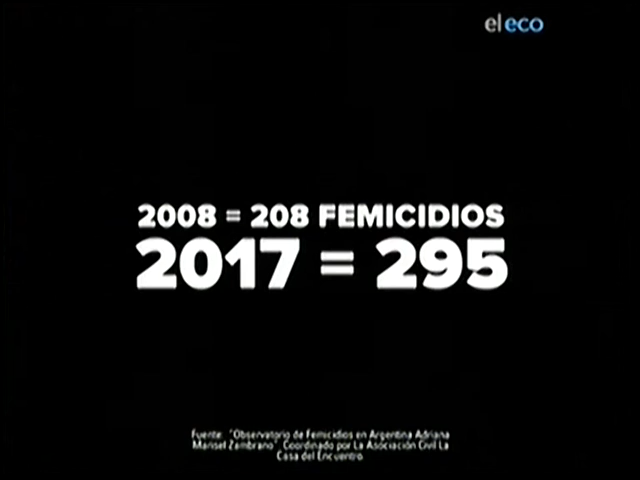 el eco
2008 = 208 FEMICIDIOS
2017 = 295
Fuente: "Observatorio de Femicidios en Argentina Adriana
Marisel Zambrano" Coordinado por La Asociación Civil La
Casa del Encuentro